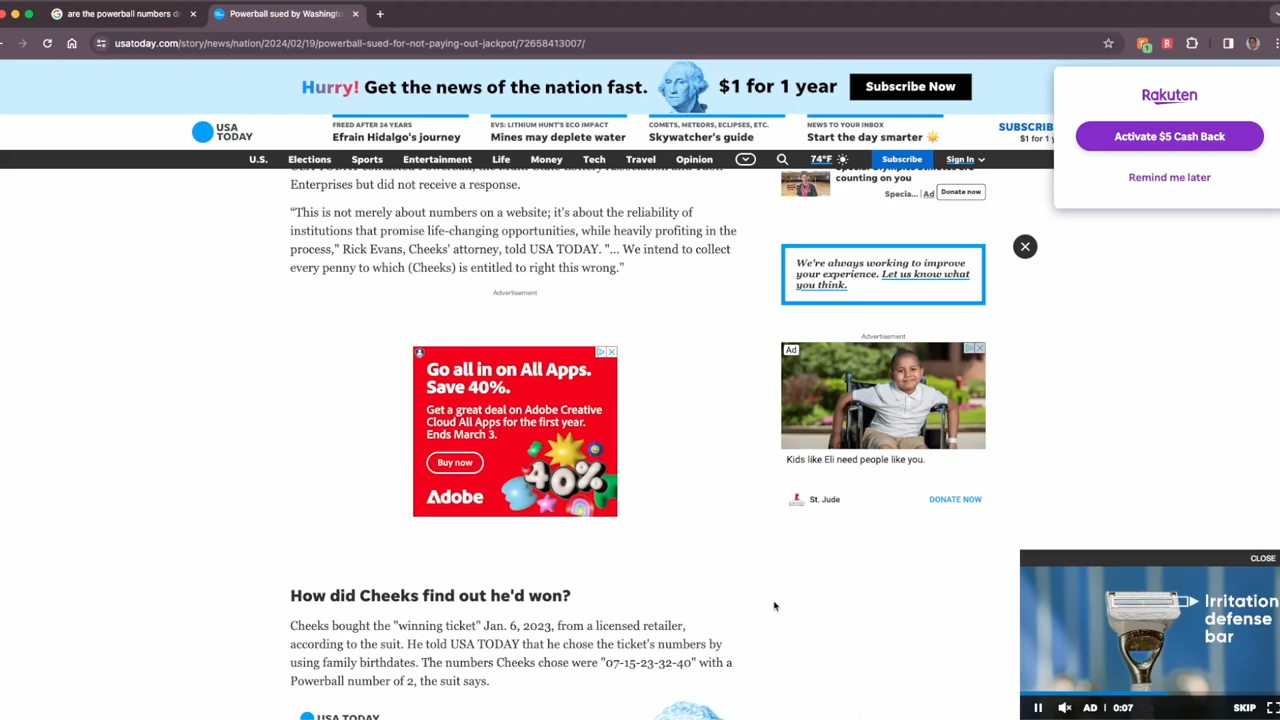 are the powerball numbers d
Powerball sued by Washingto
usatoday.com/story/news/nation/2024/02/19/powerball-sued-for-not-paying-out-jackpot/72658413007/
Hurry! Get the news of the nation fast.
$1 for 1 year
Subscribe Now
Rakuten
Activate $5 Cash Back
Remind me later
USA
TODAY
FREED AFTER 24 YEARS
Efrain Hidalgo's journey
EVS: LITHIUM HUNT'S ECO IMPACT
Mines may deplete water
COMETS, METEORS, ECLIPSES, ETC.
Skywatcher's guide
NEWS TO YOUR INBOX
Start the day smarter ☀️
SUBSCRIB
$1 for 1 y
U.S. Elections Sports Entertainment Life Money Tech Travel Opinion
74°F
Subscribe
Sign In
Enterprises but did not receive a response.
“This is not merely about numbers on a website; it's about the reliability of
institutions that promise life-changing opportunities, while heavily profiting in the
process," Rick Evans, Cheeks' attorney, told USA TODAY. "... We intend to collect
every penny to which (Cheeks) is entitled to right this wrong."
Advertisement
Go all in on All Apps.
Save 40%.
Get a great deal on Adobe Creative
Cloud All Apps for the first year.
Ends March 3.
Buy now
40%
Adobe
How did Cheeks find out he'd won?
Cheeks bought the "winning ticket" Jan. 6, 2023, from a licensed retailer,
according to the suit. He told USA TODAY that he chose the ticket's numbers by
using family birthdates. The numbers Cheeks chose were "07-15-23-32-40" with a
Powerball number of 2, the suit says.
USA TODAY
counting on you
Specia... | Ad
Donate now
We're always working to improve
your experience. Let us know what
you think.
Advertisement
Ad
Kids like Eli need people like you.
St. Jude
DONATE NOW
CLOSE
Irritation
defense
bar
AD 0:07
SKIP